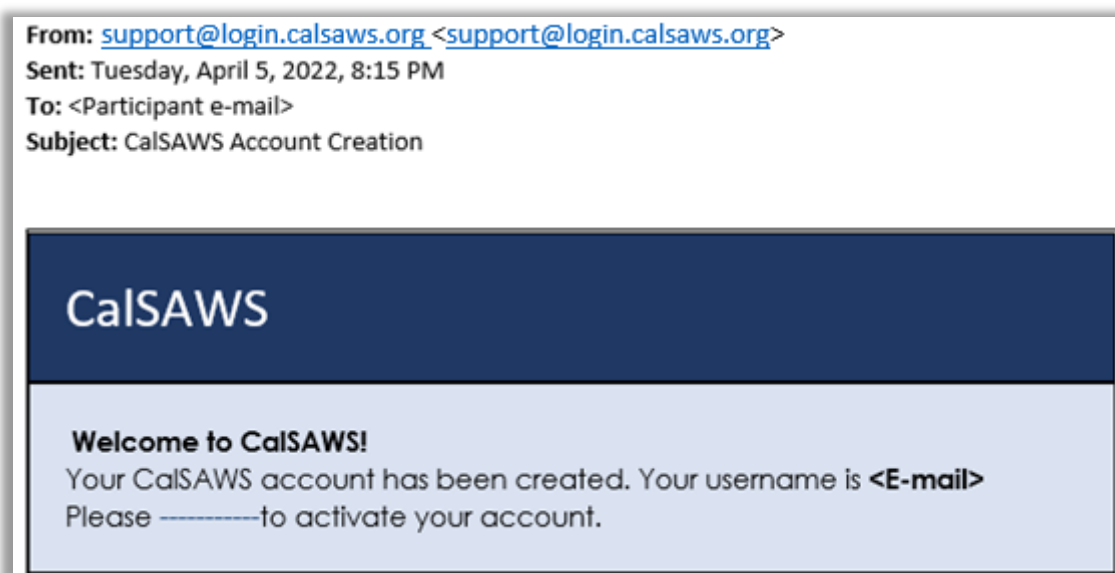 From: support@login.calsaws.org <support@login.calsaws.org>
Sent: Tuesday, April 5, 2022, 8:15 PM
To: <Participant e-mail>
Subject: CalSAWS Account Creation
CalSAWS
Welcome to CalSAWS!
Your CalSAWS account has been created. Your username is <E-mail>
Please -----------to activate your account.